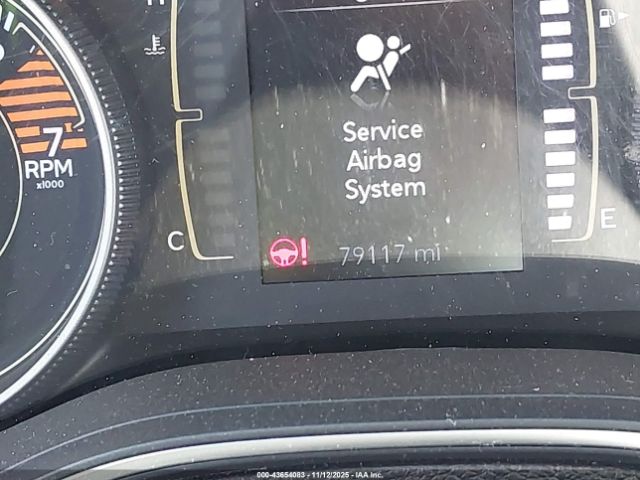 H
7
RPM
x1000
Service
Airbag
System
C
E
79117 mi
000-43654083 - 11/12/2025 - IAA, Inc.